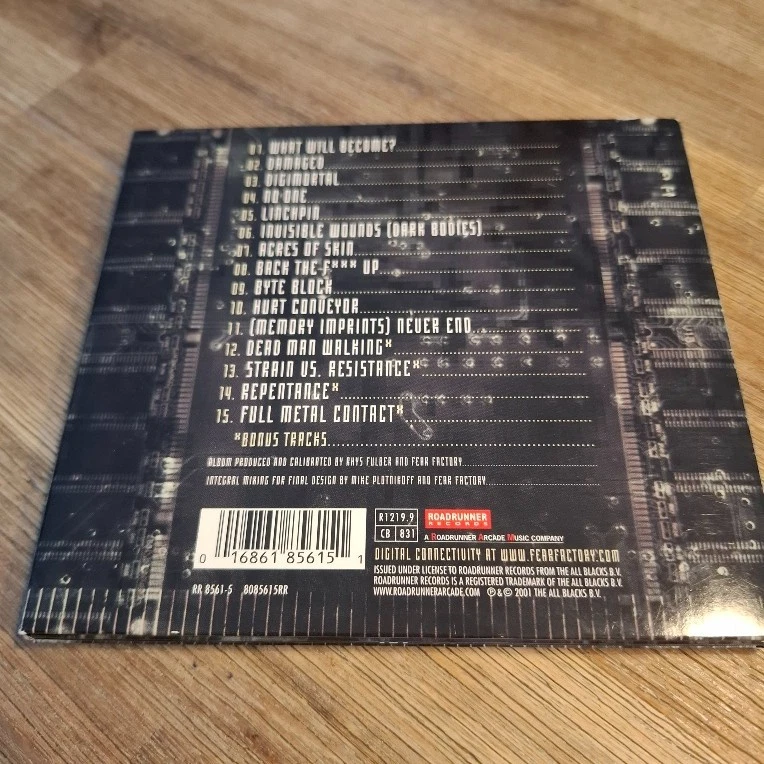 01. WHAT WILL BECOME?
02. DAMAGED
03. DIGIMORTAL
04. NO ONE
05. LINCHPIN
06. INVISIBLE WOUNDS (DARK BODIES)
07. ACRES OF SKIN
08. BACK THE F*** UP
09. BYTE BLOCK
10. HURT CONVEYOR
11. (MEMORY IMPRINTS) NEVER END
12. DEAD MAN WALKING*
13. STRAIN VS. RESISTANCE*
14. REPENTANCE*
15. FULL METAL CONTACT*
*BONUS TRACKS
ALBUM PRODUCED AND CALIBRATED BY RHYS FULBER AND FEAR FACTORY
INTEGRAL MIXING FOR FINAL DESIGN BY MIKE PLOTNIKOFF AND FEAR FACTORY
0 16861 85615 1
RR 8561-5 8085615RR
R1219.9
CB 831
ROADRUNNER
RECORDS
A ROADRUNNER ARCADE MUSIC COMPANY
DIGITAL CONNECTIVITY AT WWW.FEARFACTORY.COM
ISSUED UNDER LICENSE TO ROADRUNNER RECORDS FROM THE ALL BLACKS B.V.
ROADRUNNER RECORDS IS A REGISTERED TRADEMARK OF THE ALL BLACKS B.V.
WWW.ROADRUNNERARCADE.COM ℗ & © 2001 THE ALL BLACKS B.V.